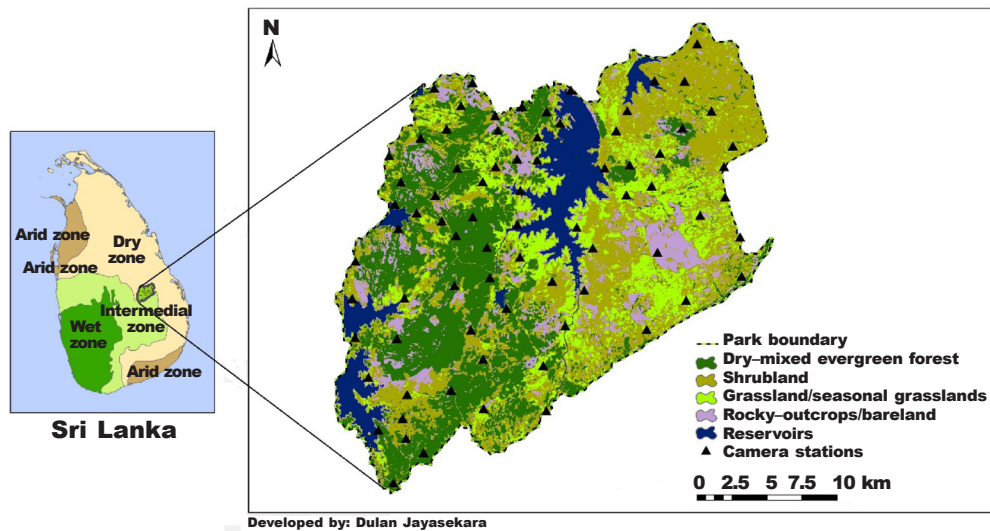 N
Arid zone
Dry
zone
Arid zone
Intermedial
zone
Wet
zone
Arid zone
Sri Lanka
Park boundary
Dry–mixed evergreen forest
Shrubland
Grassland/seasonal grasslands
Rocky–outcrops/bareland
Reservoirs
Camera stations
0 2.5 5 7.5 10 km
Developed by: Dulan Jayasekara